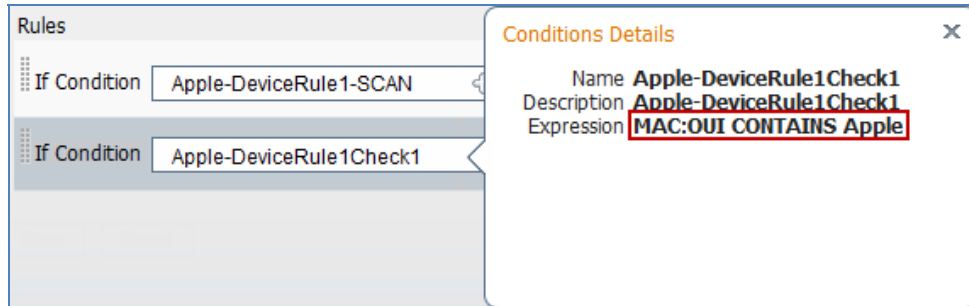 Rules
If Condition Apple-DeviceRule1-SCAN
If Condition Apple-DeviceRule1Check1
Conditions Details
Name Apple-DeviceRule1Check1
Description Apple-DeviceRule1Check1
Expression MAC:OUI CONTAINS Apple